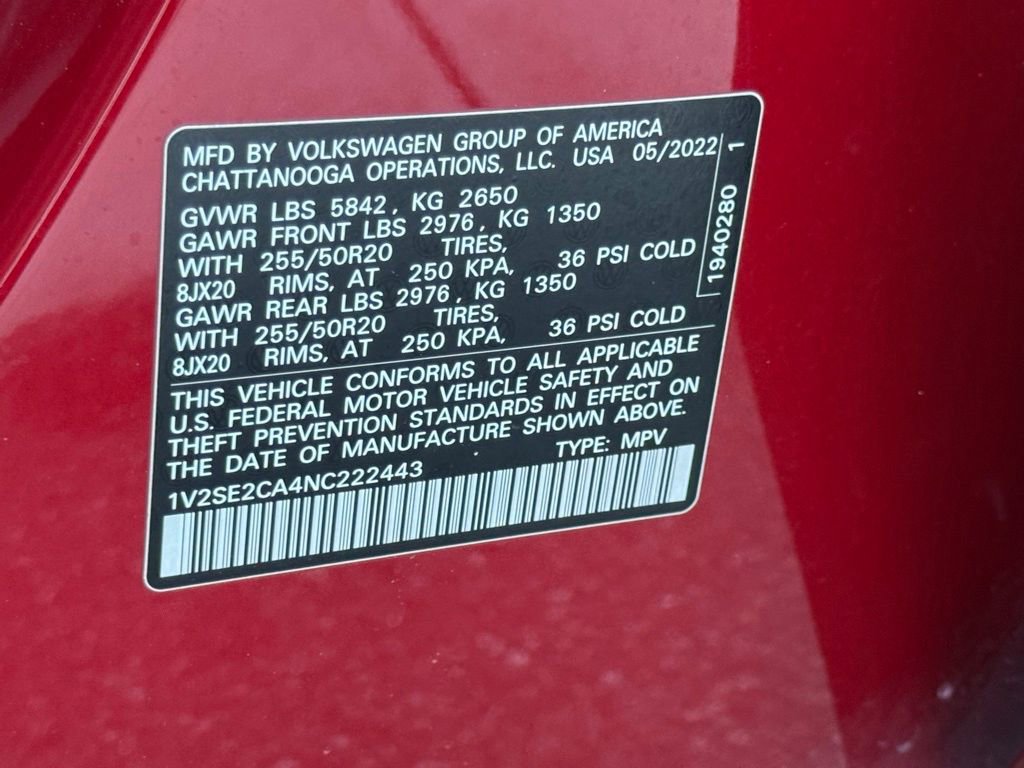 MFD BY VOLKSWAGEN GROUP OF AMERICA
CHATTANOOGA OPERATIONS, LLC. USA 05/2022
GVWR LBS 5842, KG 2650
GAWR FRONT LBS 2976, KG 1350
WITH 255/50R20 TIRES,
8JX20 RIMS, AT 250 KPA, 36 PSI COLD
GAWR REAR LBS 2976, KG 1350
WITH 255/50R20 TIRES,
8JX20 RIMS, AT 250 KPA, 36 PSI COLD
THIS VEHICLE CONFORMS TO ALL APPLICABLE
U.S. FEDERAL MOTOR VEHICLE SAFETY AND
THEFT PREVENTION STANDARDS IN EFFECT ON
THE DATE OF MANUFACTURE SHOWN ABOVE.
1V2SE2CA4NC222443 TYPE: MPV
1940280 1